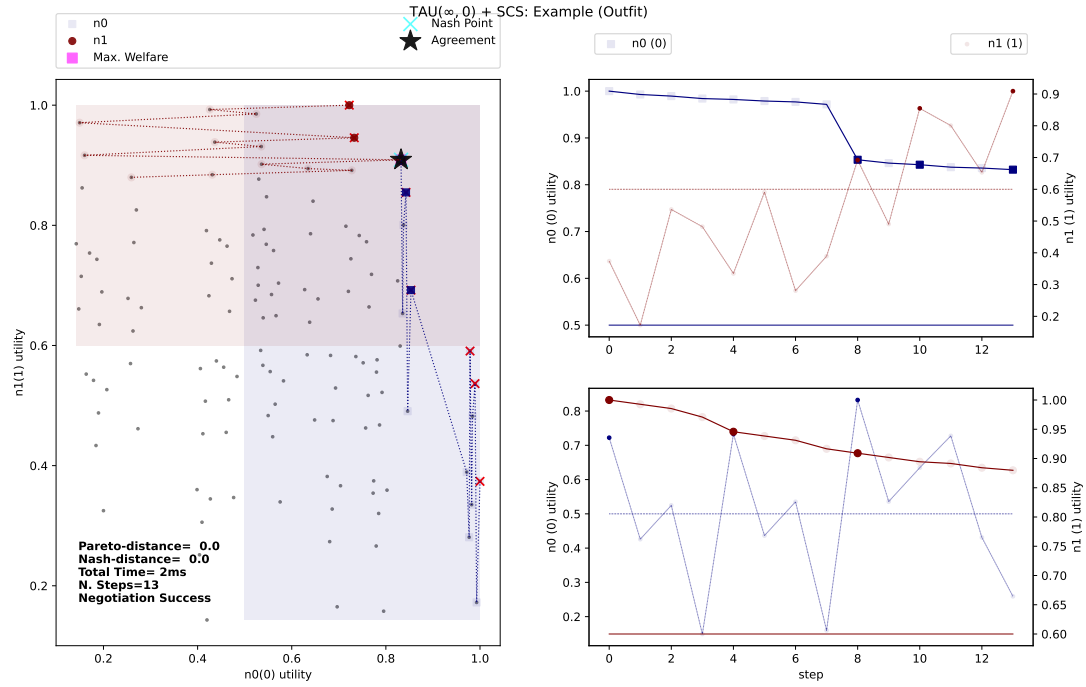 TAU(∞, 0) + SCS: Example (Outfit)
n0
n1
Max. Welfare
Nash Point
Agreement
n0 (0)
n1 (1)
1.0
0.8
0.6
0.4
0.2
n1(1) utility
Pareto-distance= 0.0
Nash-distance= 0.0
Total Time= 2ms
N. Steps=13
Negotiation Success
0.2
0.4
0.6
0.8
1.0
n0(0) utility
1.0
0.9
0.8
0.7
0.6
0.5
n0 (0) utility
0.9
0.8
0.7
0.6
0.5
0.4
0.3
0.2
n1 (1) utility
0
2
4
6
8
10
12
0.8
0.7
0.6
0.5
0.4
0.3
0.2
n0 (0) utility
1.00
0.95
0.90
0.85
0.80
0.75
0.70
0.65
0.60
n1 (1) utility
0
2
4
6
8
10
12
step